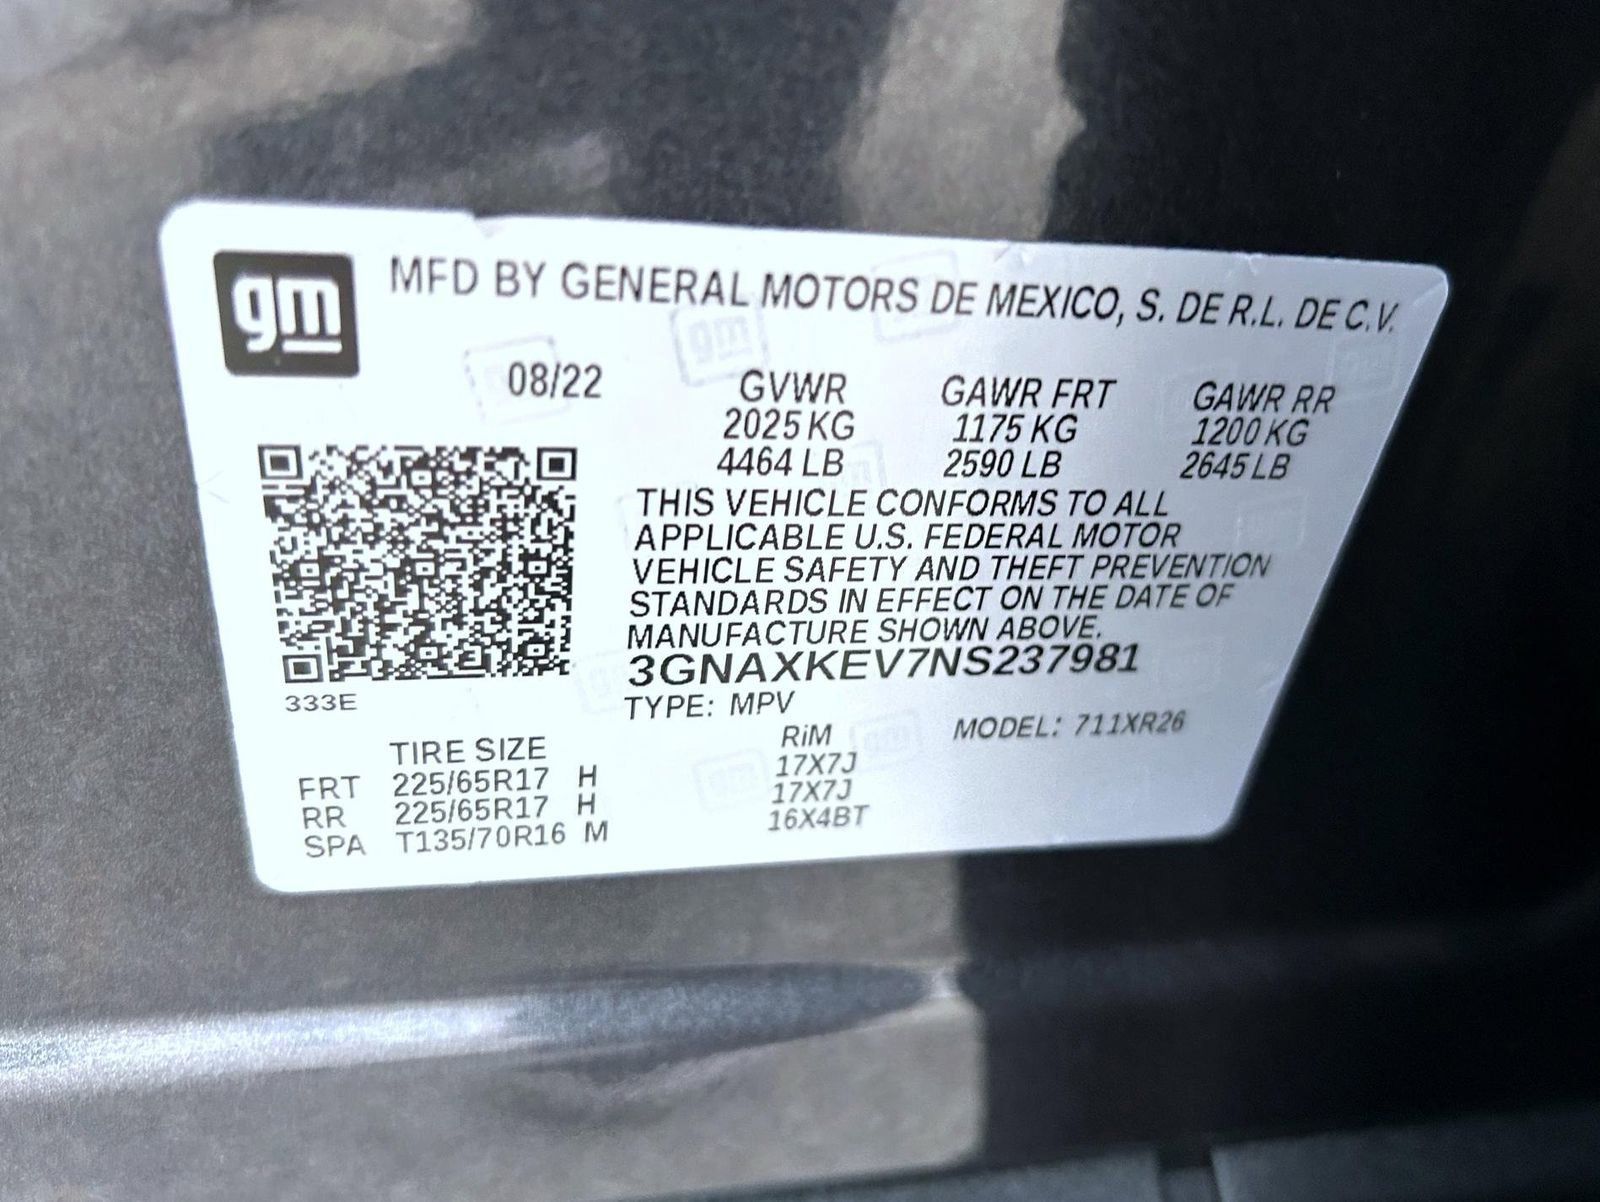 gm MFD BY GENERAL MOTORS DE MEXICO, S. DE R.L. DE C.V.
08/22 GVWR GAWR FRT GAWR RR
2025 KG 1175 KG 1200 KG
4464 LB 2590 LB 2645 LB
THIS VEHICLE CONFORMS TO ALL
APPLICABLE U.S. FEDERAL MOTOR
VEHICLE SAFETY AND THEFT PREVENTION
STANDARDS IN EFFECT ON THE DATE OF
MANUFACTURE SHOWN ABOVE.
3GNAXKEV7NS237981
333E
TYPE: MPV MODEL: 711XR26
TIRE SIZE RiM
FRT 225/65R17 H 17X7J
RR 225/65R17 H 17X7J
SPA T135/70R16 M 16X4BT